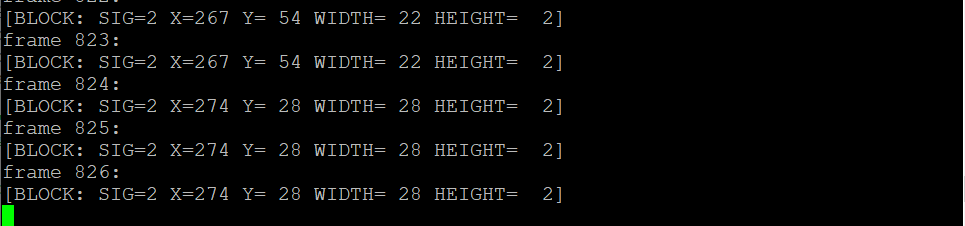 frame 822:
[BLOCK: SIG=2 X=267 Y= 54 WIDTH= 22 HEIGHT=  2]
frame 823:
[BLOCK: SIG=2 X=267 Y= 54 WIDTH= 22 HEIGHT=  2]
frame 824:
[BLOCK: SIG=2 X=274 Y= 28 WIDTH= 28 HEIGHT=  2]
frame 825:
[BLOCK: SIG=2 X=274 Y= 28 WIDTH= 28 HEIGHT=  2]
frame 826:
[BLOCK: SIG=2 X=274 Y= 28 WIDTH= 28 HEIGHT=  2]